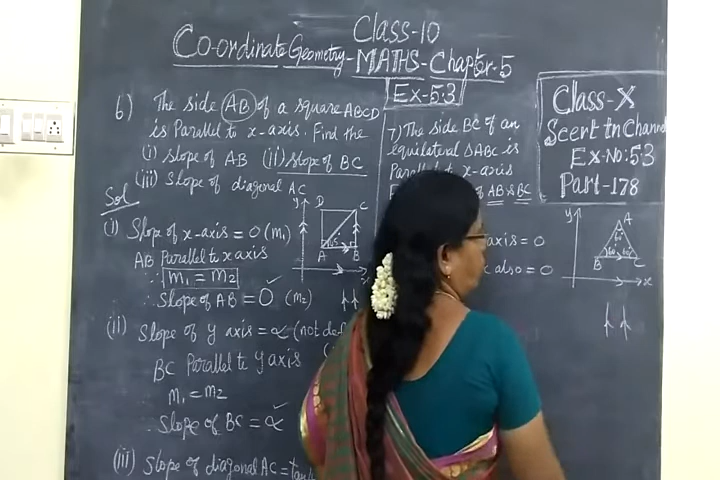 Class-10
Co-ordinate Geometry-MATHS-Chapter-5
Ex-5.3
6) The side AB of a square ABCD
is Parallel to x-axis. Find the
(i) slope of AB (ii) slope of BC
(iii) Slope of diagonal AC
Sol
(i) Slope of x-axis = 0 (m₁)
AB Parallel to x axis
∴ m₁ = m₂
∴ Slope of AB = 0 (m₂)
(ii) Slope of y axis = ∝ (not def
BC Parallel to y axis
m₁ = m₂
∴ Slope of BC = ∝
(iii) Slope of diagonal AC = tan
y
D
C
A
B
x
7) The side BC of an
equilateral ΔABC is
Parallel to x-axis
of AB & BC
axis = 0
also = 0
Class-X
Scert tn Channel
Ex-No: 5.3
Part-178
y
A
60°
60°
60°
B
C
x